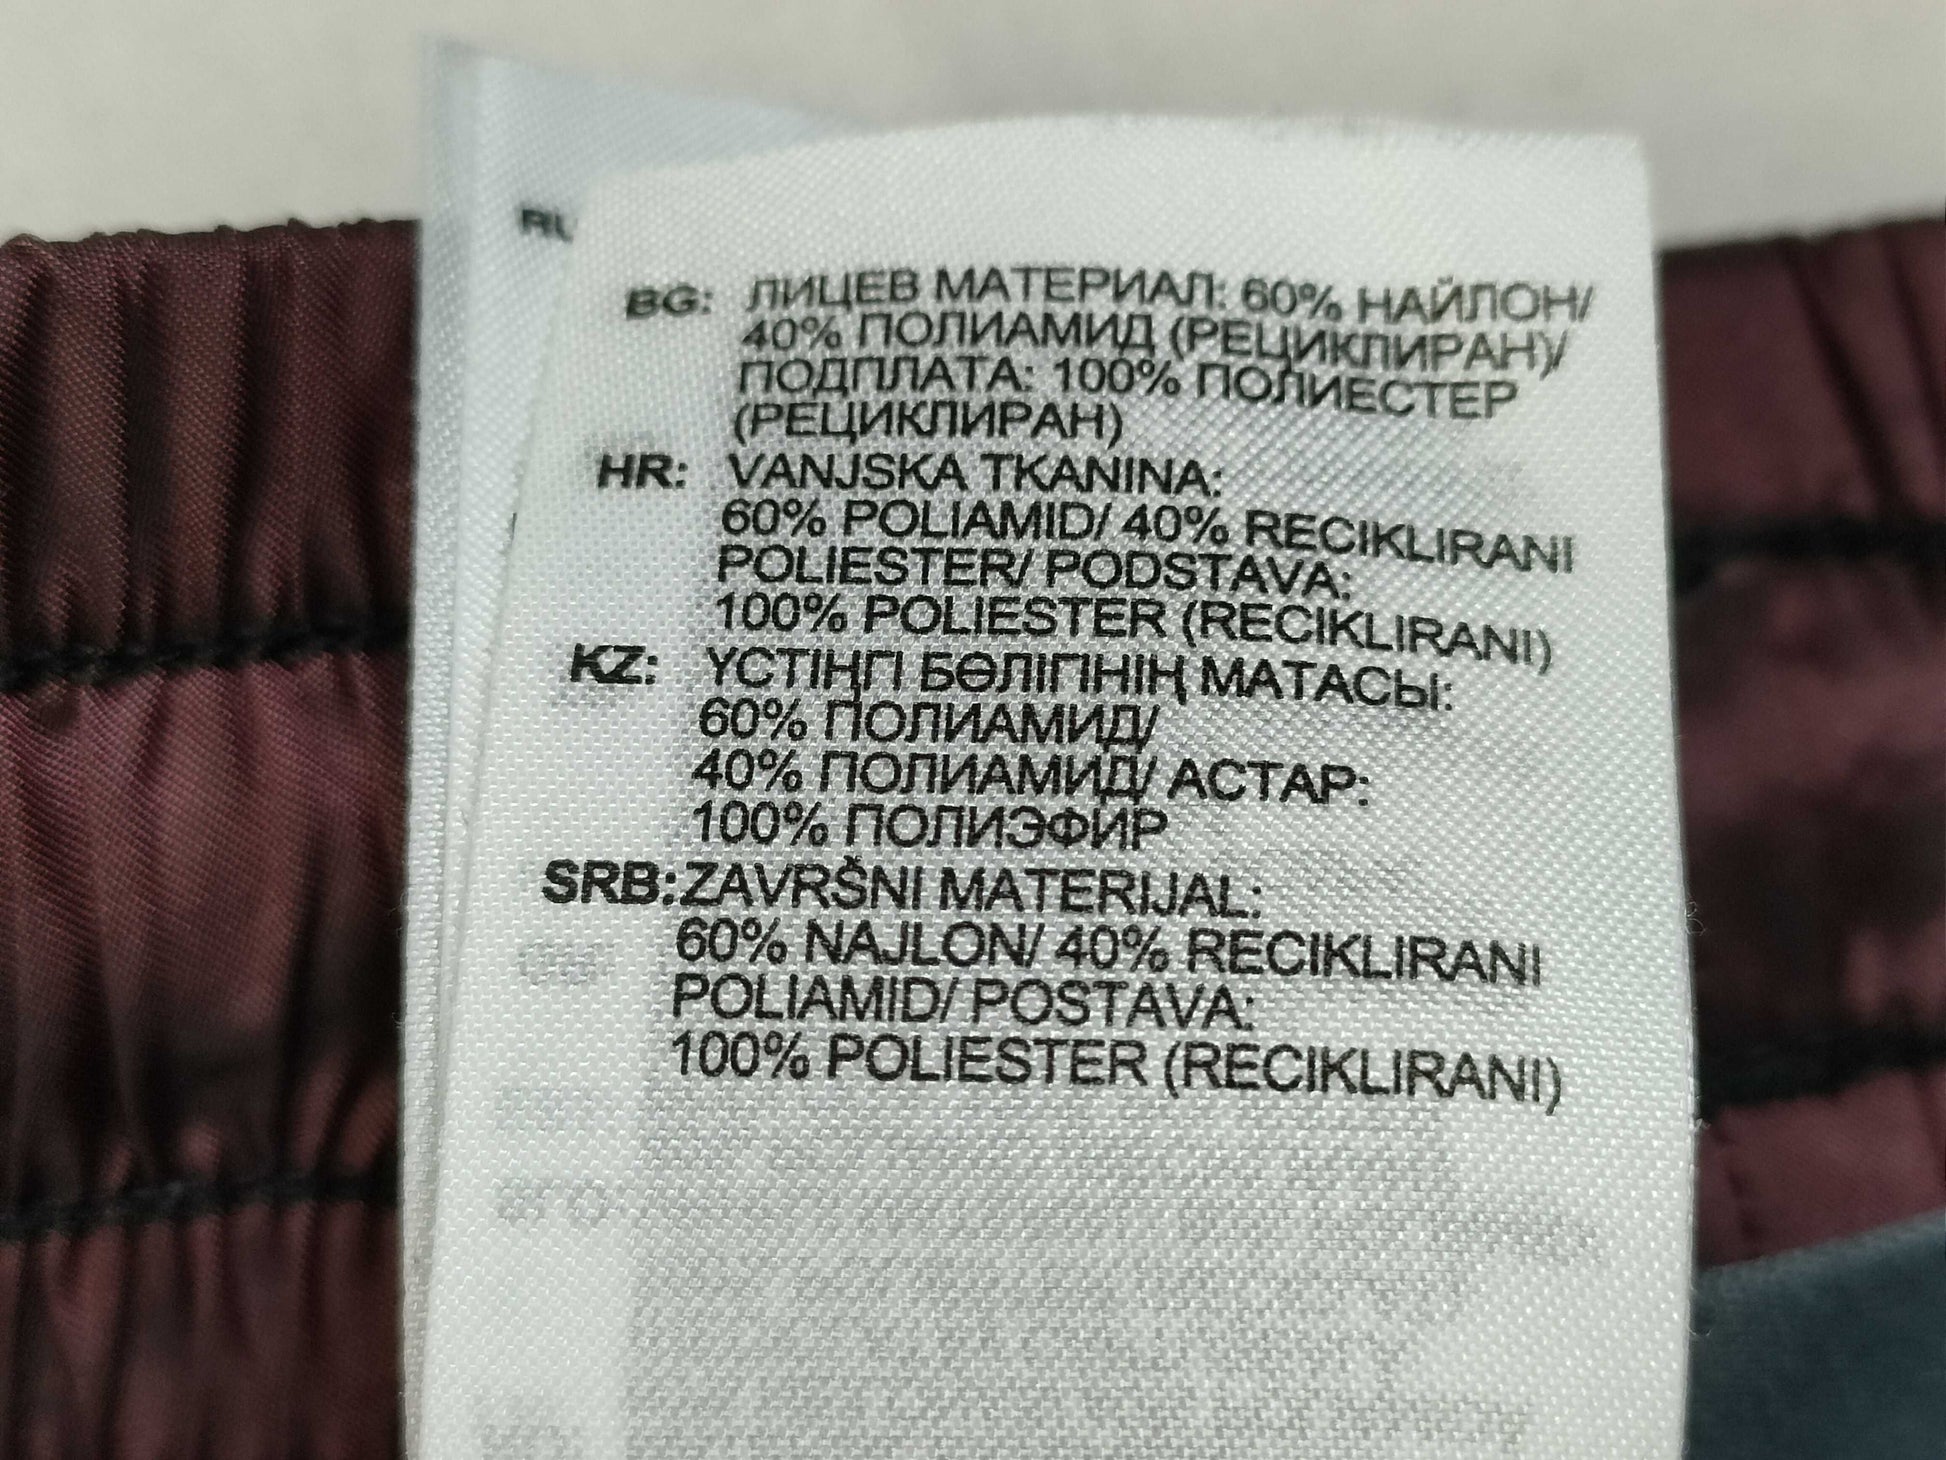 RU
BG: ЛИЦЕВ МАТЕРИАЛ: 60% НАЙЛОН/
40% ПОЛИАМИД (РЕЦИКЛИРАН)/
ПОДПЛАТА: 100% ПОЛИЕСТЕР
(РЕЦИКЛИРАН)
HR: VANJSKA TKANINA:
60% POLIAMID/ 40% RECIKLIRANI
POLIESTER/ PODSTAVA:
100% POLIESTER (RECIKLIRANI)
KZ: ҮСТІҢГІ БӨЛІГІНІҢ МАТАСЫ:
60% ПОЛИАМИД/
40% ПОЛИАМИД/ АСТАР:
100% ПОЛИЭФИР
SRB: ZAVRŠNI MATERIJAL:
60% NAJLON/ 40% RECIKLIRANI
POLIAMID/ POSTAVA:
100% POLIESTER (RECIKLIRANI)